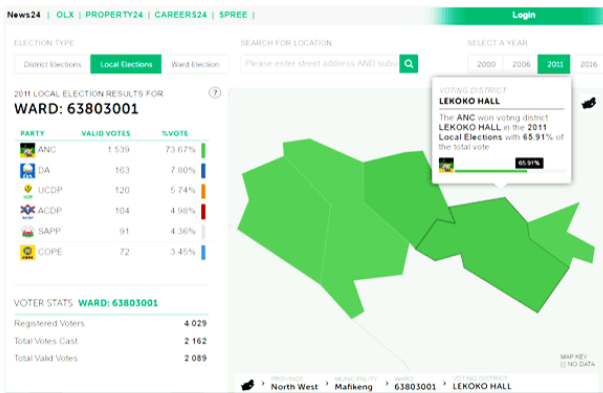 News24 | OLX | PROPERTY24 | CAREERS24 | SPREE |
Login
ELECTION TYPE
District Elections
Local Elections
Ward Election
SEARCH FOR LOCATION
Please enter street address AND subu
SELECT A YEAR
2000
2006
2011
2016
2011 LOCAL ELECTION RESULTS FOR
WARD: 63803001
?
PARTY VALID VOTES %VOTE
ANC 1 539 73.67%
DA 163 7.80%
UCDP 120 5.74%
ACDP 104 4.98%
SAPP 91 4.36%
COPE 72 3.45%
VOTER STATS: WARD: 63803001
Registered Voters 4 029
Total Votes Cast 2 162
Total Valid Votes 2 089
VOTING DISTRICT
LEKOKO HALL
The ANC won voting district
LEKOKO HALL in the 2011
Local Elections with 65.91% of
the total vote
65.91%
MAP KEY
NO DATA
PROVINCE
North West
MUNICIPALITY
Mafikeng
WARD
63803001
VOTING DISTRICT
LEKOKO HALL